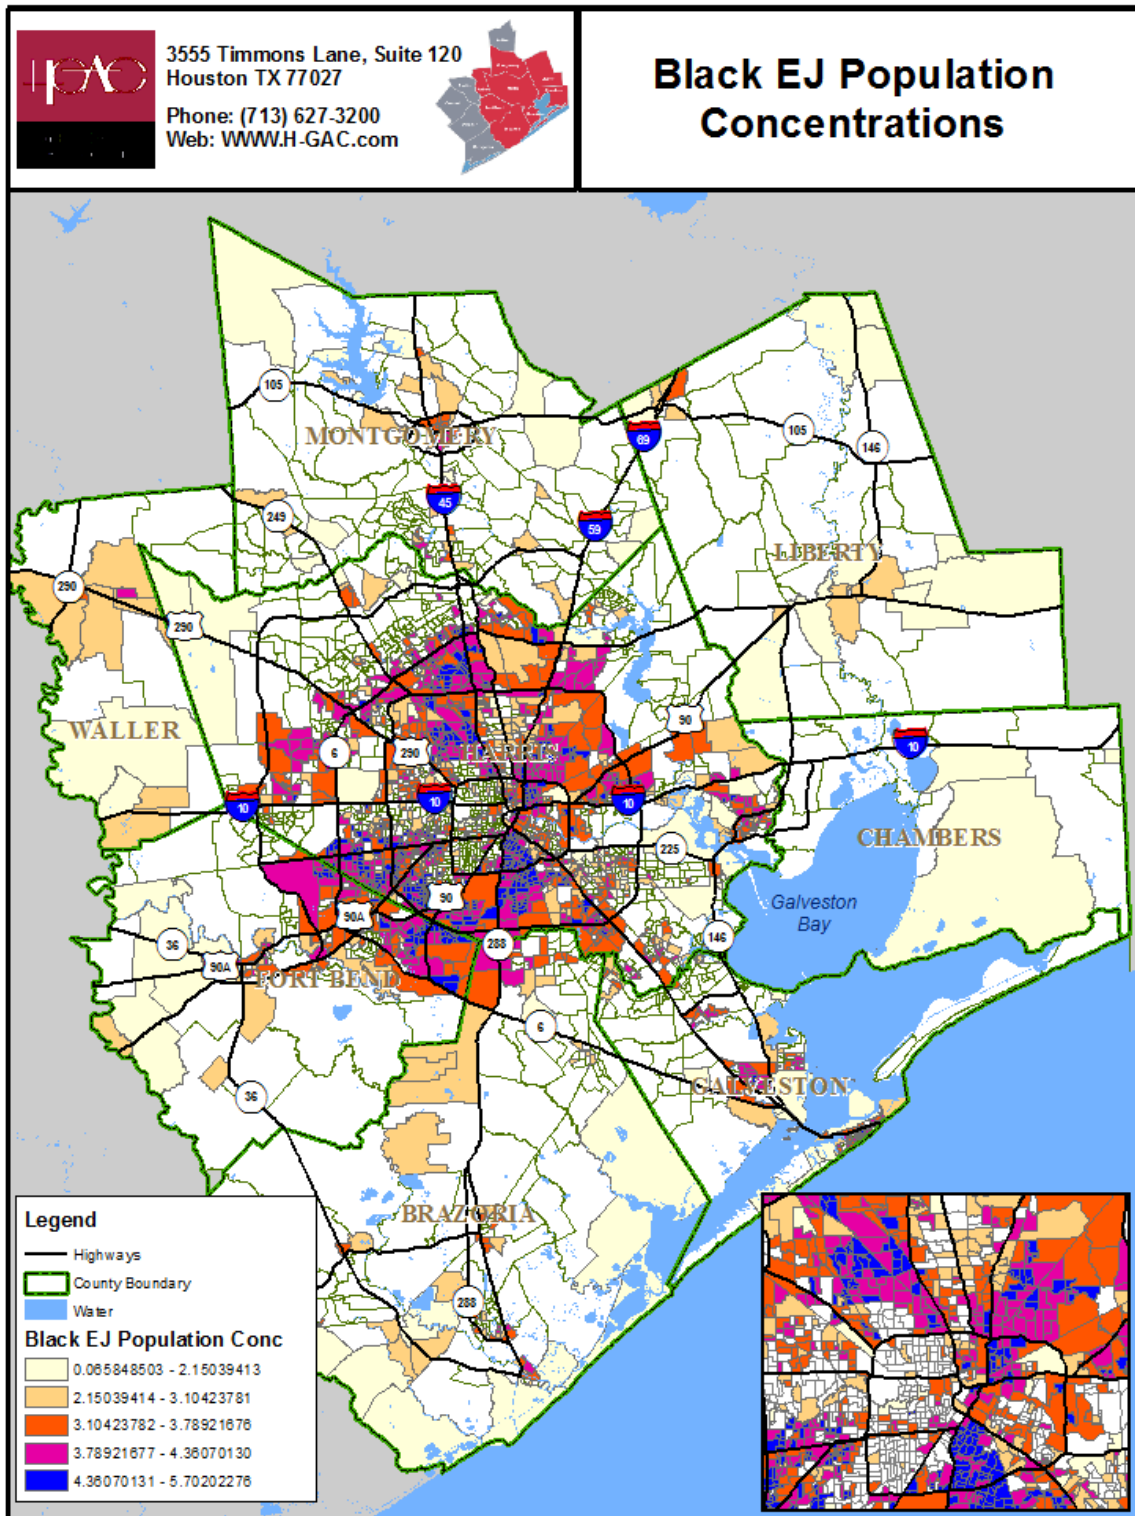 HGAC
3555 Timmons Lane, Suite 120
Houston TX 77027
Phone: (713) 627-3200
Web: WWW.H-GAC.com
Black EJ Population
Concentrations
105
MONTGOMERY
69
105
146
45
249
59
LIBERTY
290
290
WALLER
90
6
290
HARRIS
10
10
10
10
225
CHAMBERS
90
Galveston
Bay
90A
36
90A
288
146
FORT BEND
6
36
GALVESTON
BRAZORIA
288
Legend
Highways
County Boundary
Water
Black EJ Population Conc
0.065848503 - 2.15039413
2.15039414 - 3.10423781
3.10423782 - 3.78921676
3.78921677 - 4.36070130
4.36070131 - 5.70202276